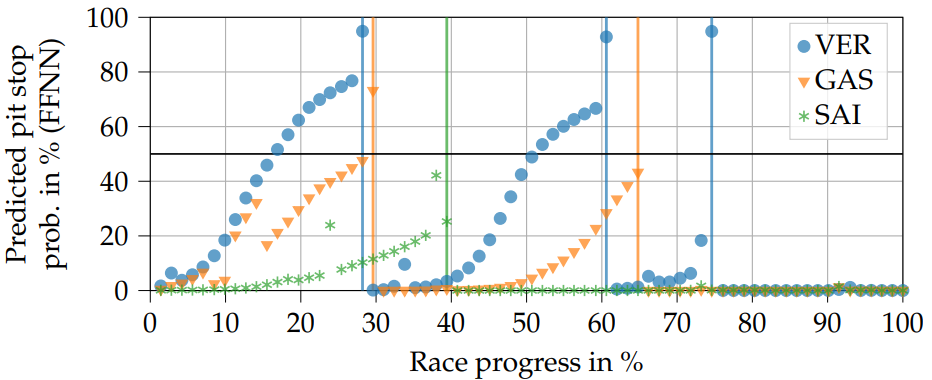 Predicted pit stop
prob. in % (FFNN)
100
80
60
40
20
0
VER
GAS
SAI
0 10 20 30 40 50 60 70 80 90 100
Race progress in %